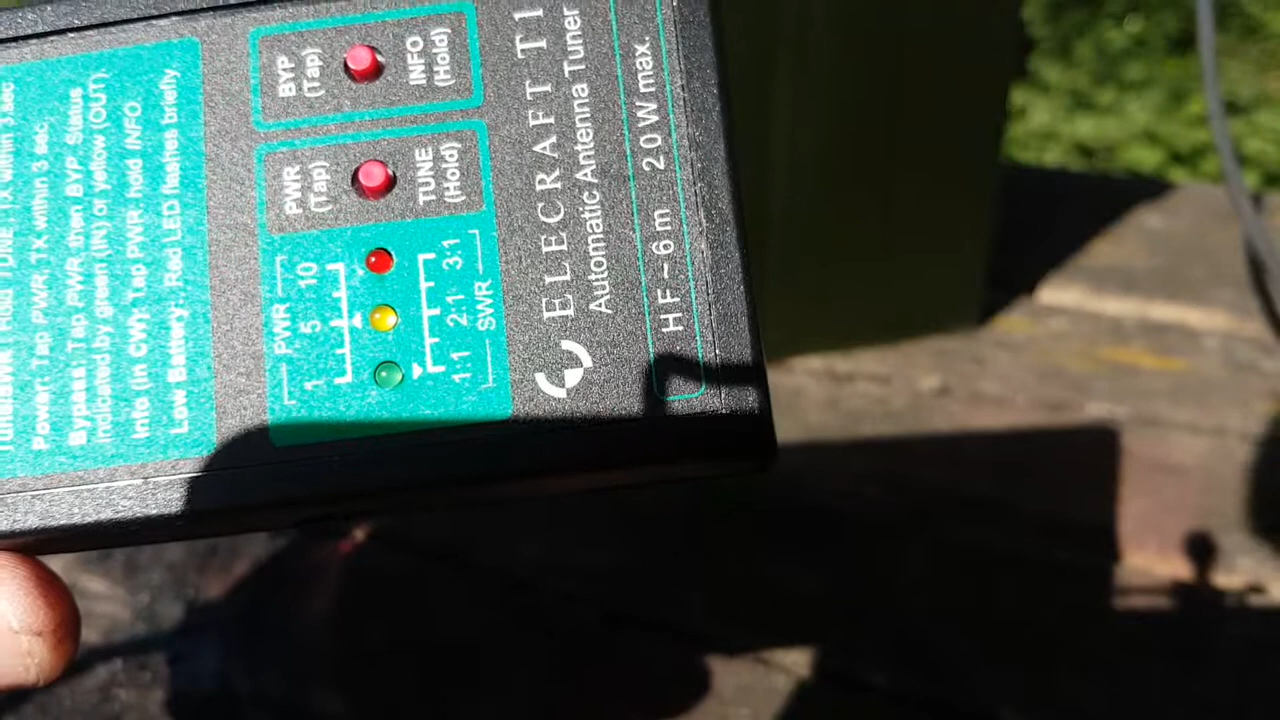 Power: Tap PWR, TX within 3 sec.
Bypass: Tap PWR then BYP. Status
indicated by green (IN) or yellow (OUT).
Info (in CW): Tap PWR, hold INFO.
Low Battery: Red LED flashes briefly.
PWR
1 5 10
1:1 2:1 3:1
SWR
PWR
(Tap)
TUNE
(Hold)
BYP
(Tap)
INFO
(Hold)
ELECRAFT T1
Automatic Antenna Tuner
HF – 6 m 20 W max.